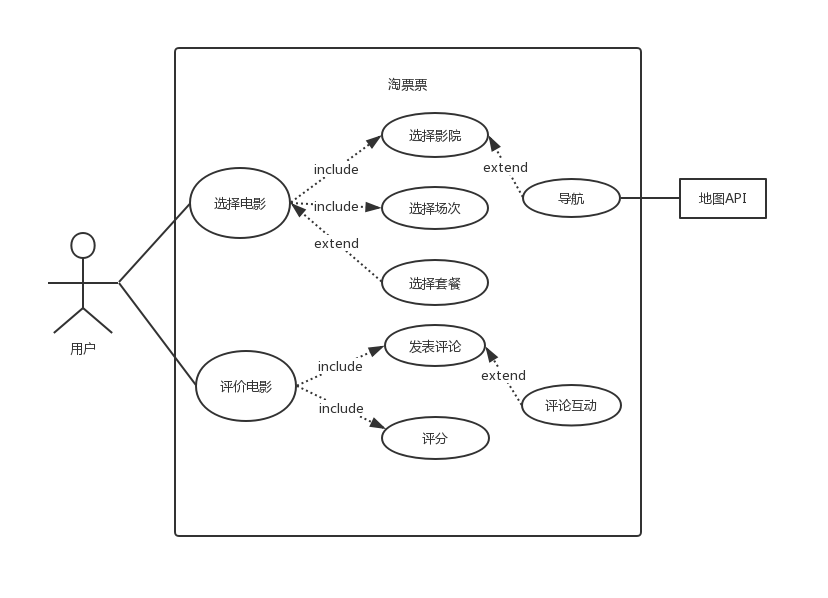 淘票票
选择影院
include
extend
选择电影
include
选择场次
导航
地图API
extend
选择套餐
用户
发表评论
include
extend
评价电影
include
评论互动
评分